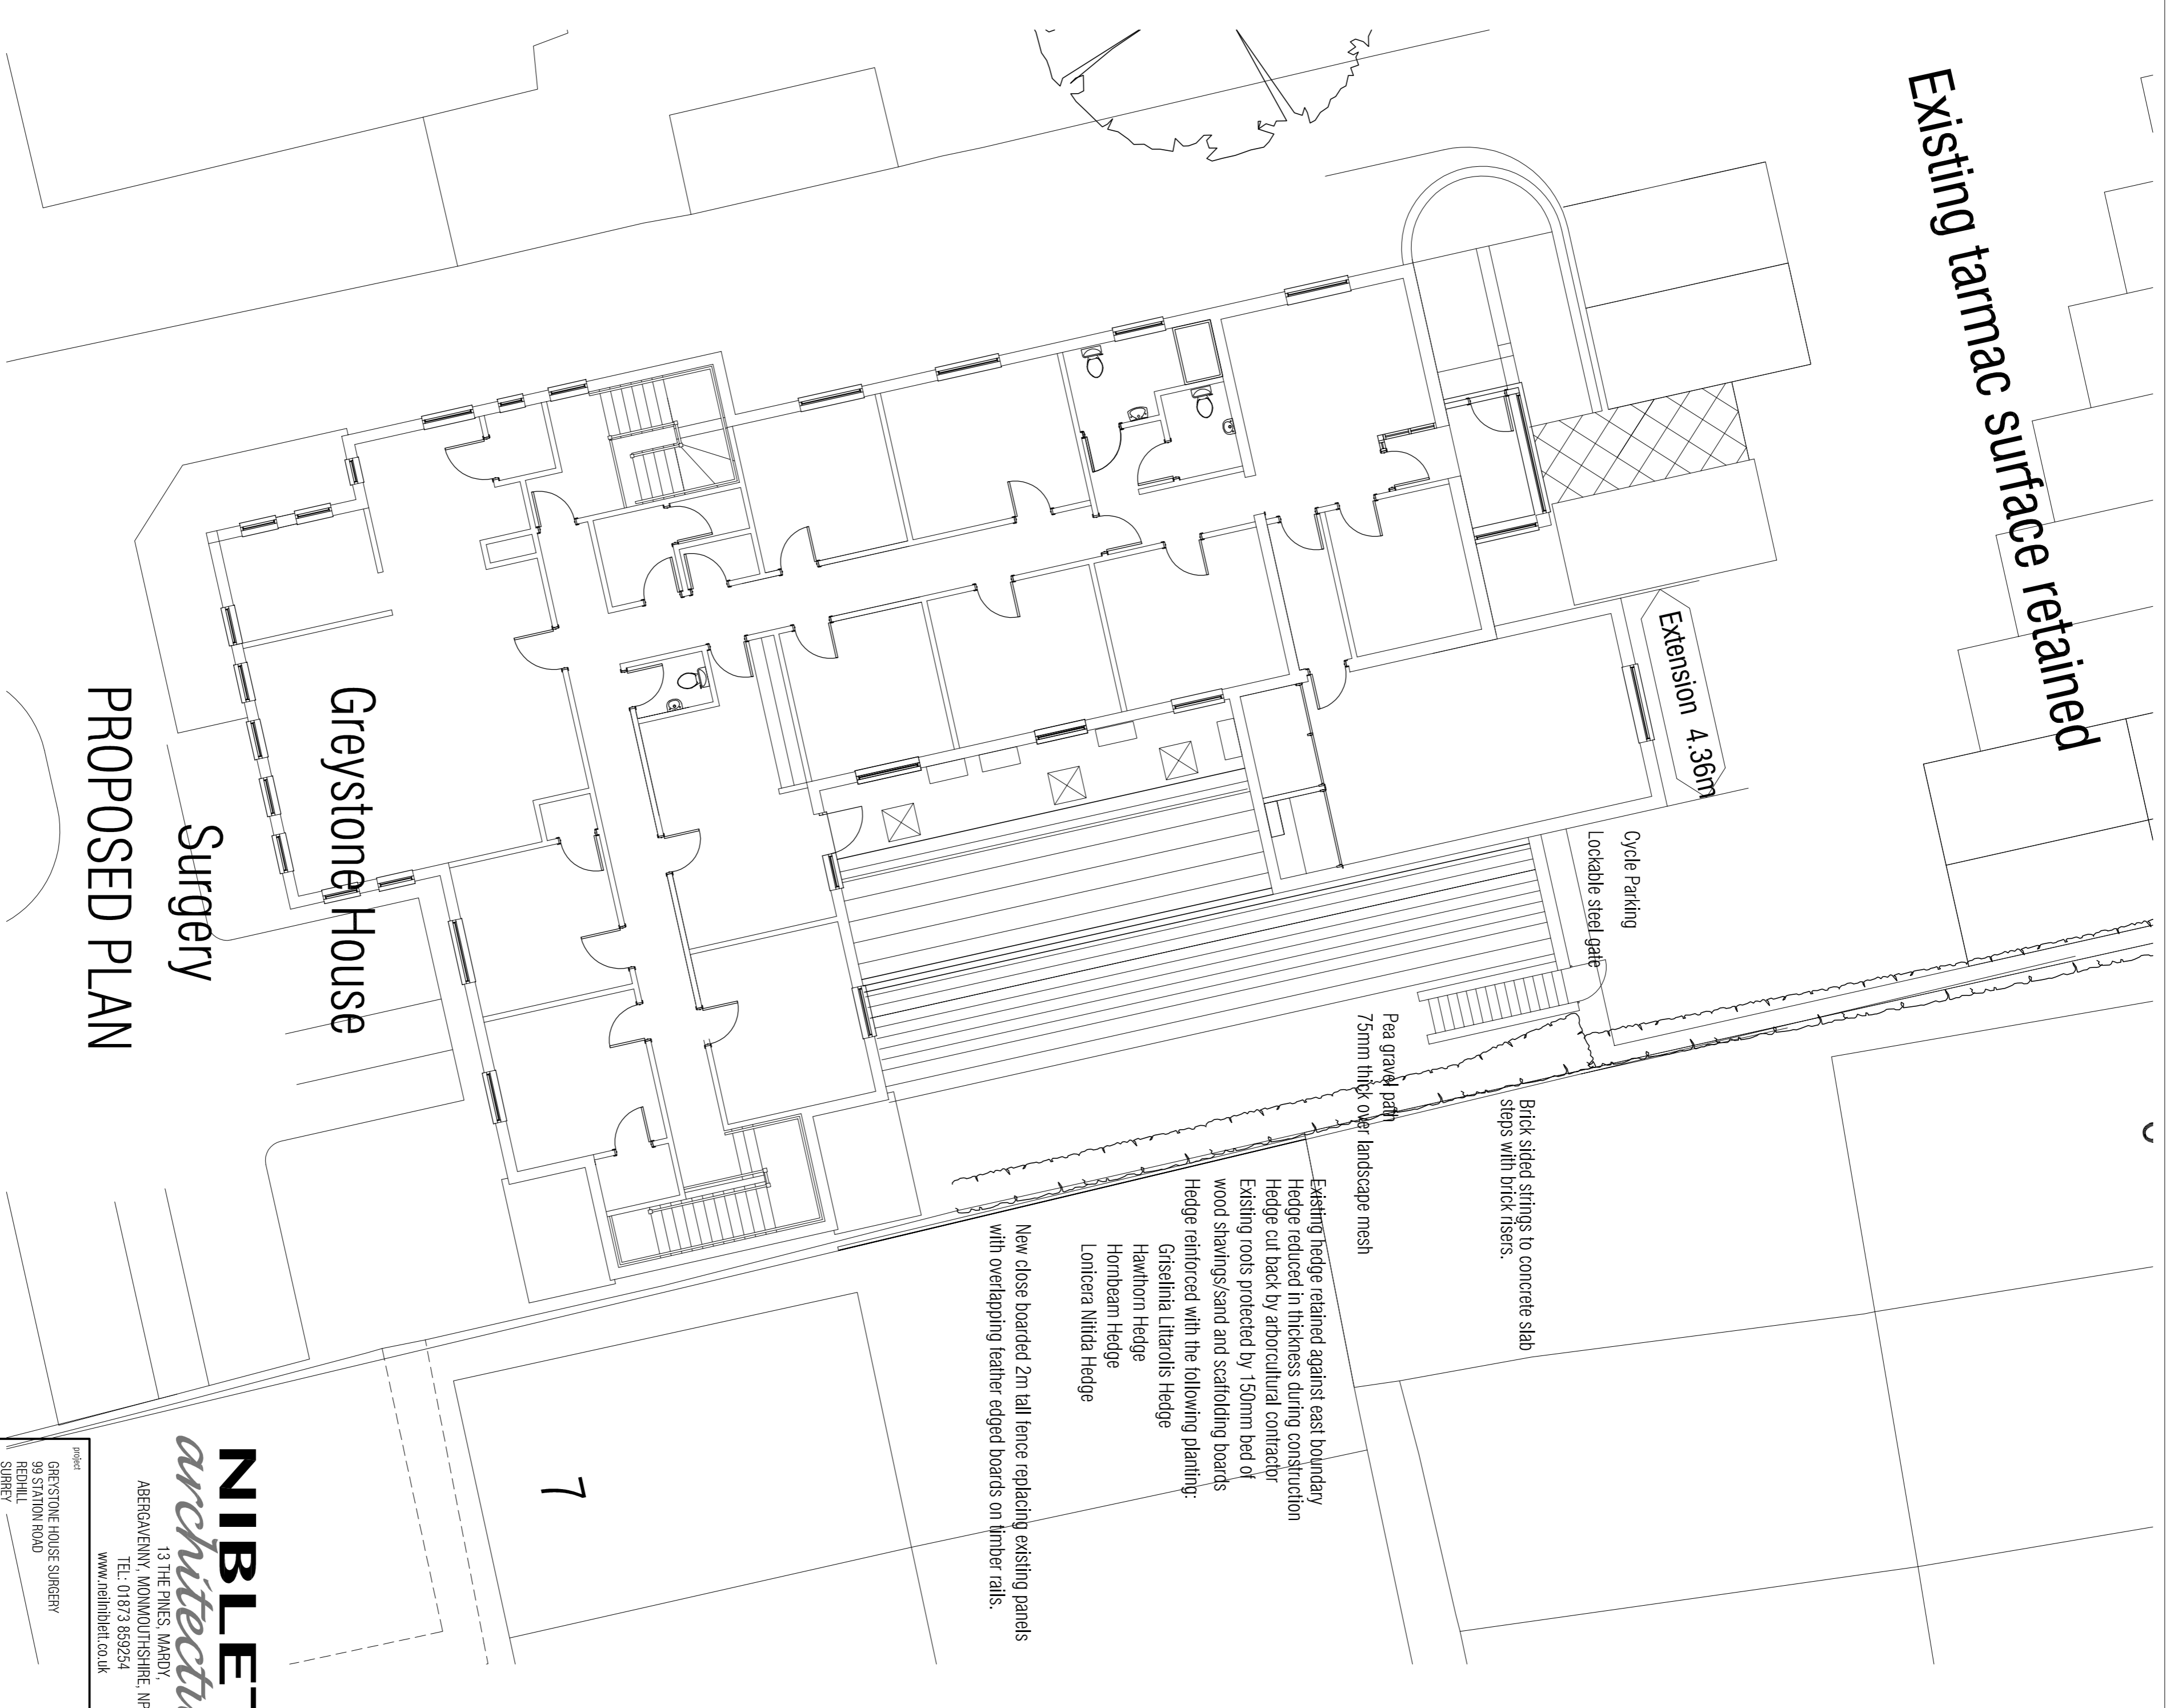 Existing tarmac surface retained
Extension 4.36m
Cycle Parking
Lockable steel gate
Brick sided strings to concrete slab
steps with brick risers.
Pea gravel path
75mm thick over landscape mesh
Existing hedge retained against east boundary
Hedge reduced in thickness during construction
Hedge cut back by arborcultural contractor
Existing roots protected by 150mm bed of
wood shavings/sand and scaffolding boards
Hedge reinforced with the following planting:
Griselinia Littarolis Hedge
Hawthorn Hedge
Hornbeam Hedge
Lonicera Nitida Hedge
New close boarded 2m tall fence replacing existing panels
with overlapping feather edged boards on timber rails.
7
Greystone House
Surgery
PROPOSED PLAN
NIBLET
architectu
13 THE PINES, MARDY,
ABERGAVENNY, MONMOUTHSHIRE, NP
TEL: 01873 859254
www.neilniblett.co.uk
project
GREYSTONE HOUSE SURGERY
99 STATION ROAD
REDHILL
SURREY